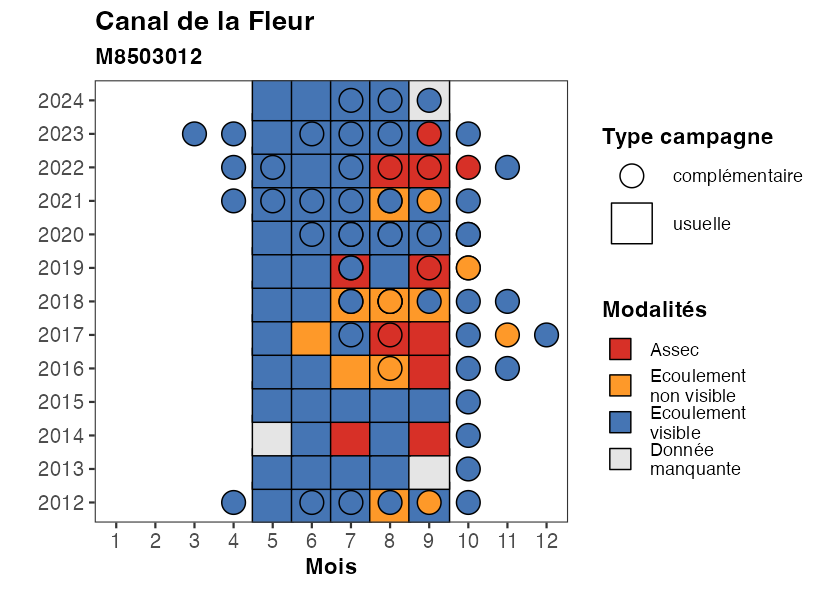 Canal de la Fleur
M8503012
2024
2023
2022
2021
2020
2019
2018
2017
2016
2015
2014
2013
2012
1 2 3 4 5 6 7 8 9 10 11 12
Mois
Type campagne
complémentaire
usuelle
Modalités
Assec
Ecoulement
non visible
Ecoulement
visible
Donnée
manquante